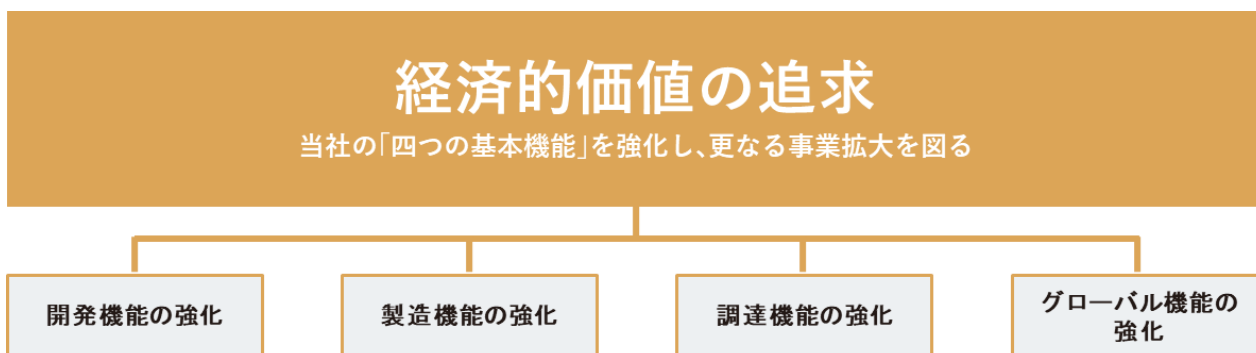 経済的価値の追求
当社の「四つの基本機能」を強化し、更なる事業拡大を図る
開発機能の強化
製造機能の強化
調達機能の強化
グローバル機能の
強化